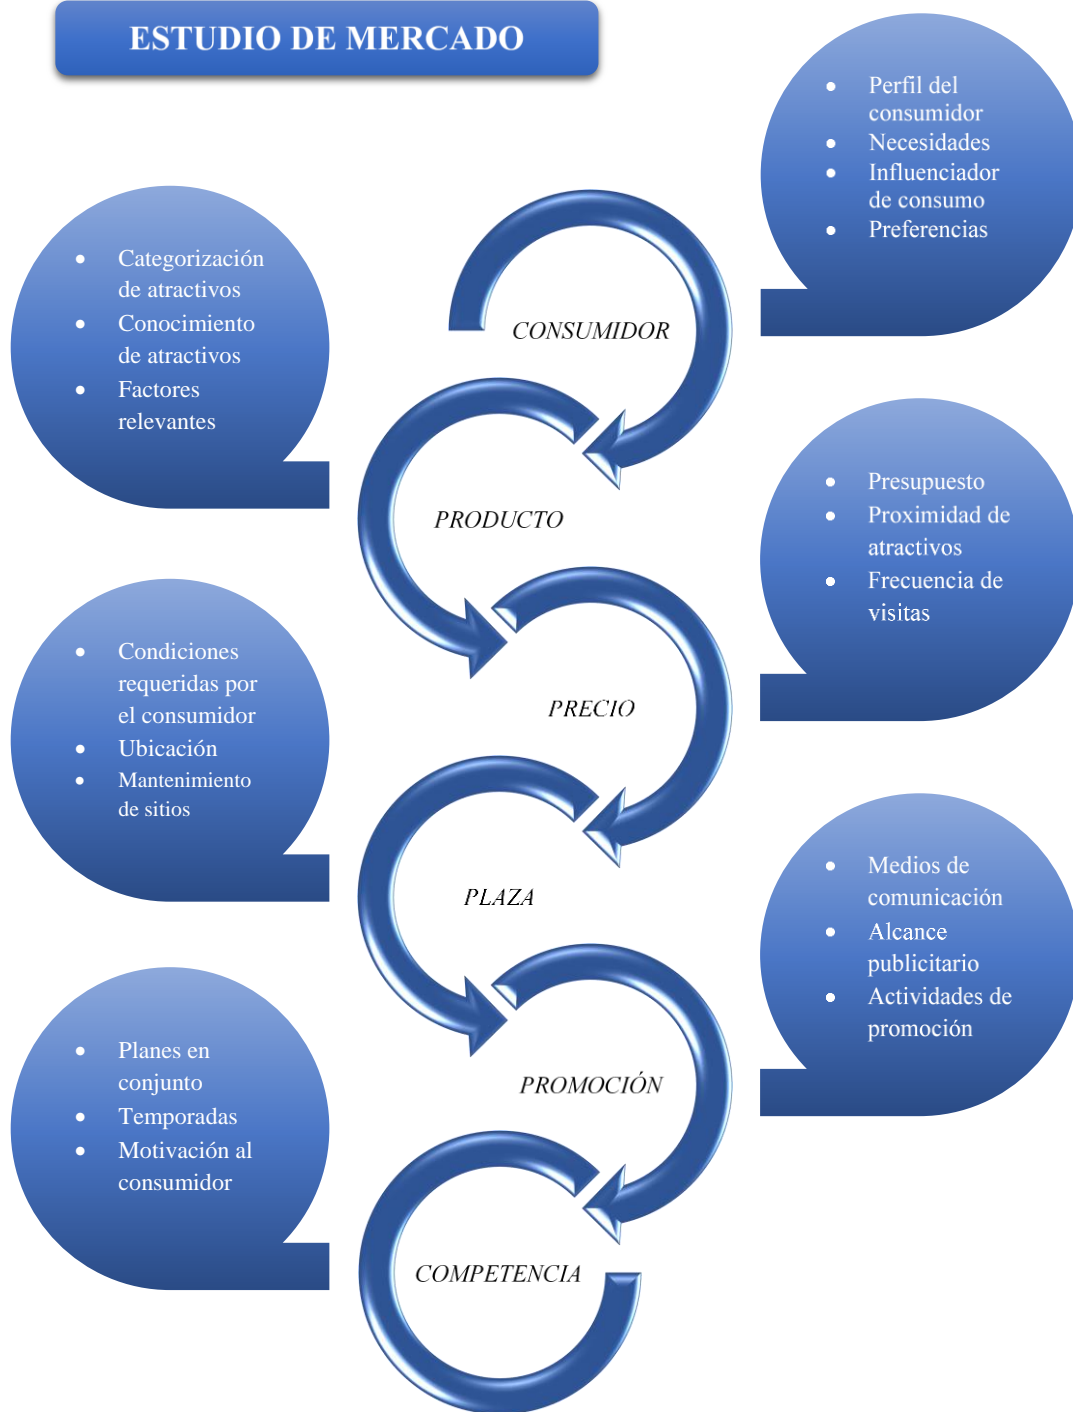 ESTUDIO DE MERCADO
• Perfil del
consumidor
• Necesidades
• Influenciador
de consumo
• Preferencias
CONSUMIDOR
• Categorización
de atractivos
• Conocimiento
de atractivos
• Factores
relevantes
PRODUCTO
• Presupuesto
• Proximidad de
atractivos
• Frecuencia de
visitas
PRECIO
• Condiciones
requeridas por
el consumidor
• Ubicación
• Mantenimiento
de sitios
PLAZA
• Medios de
comunicación
• Alcance
publicitario
• Actividades de
promoción
PROMOCIÓN
• Planes en
conjunto
• Temporadas
• Motivación al
consumidor
COMPETENCIA